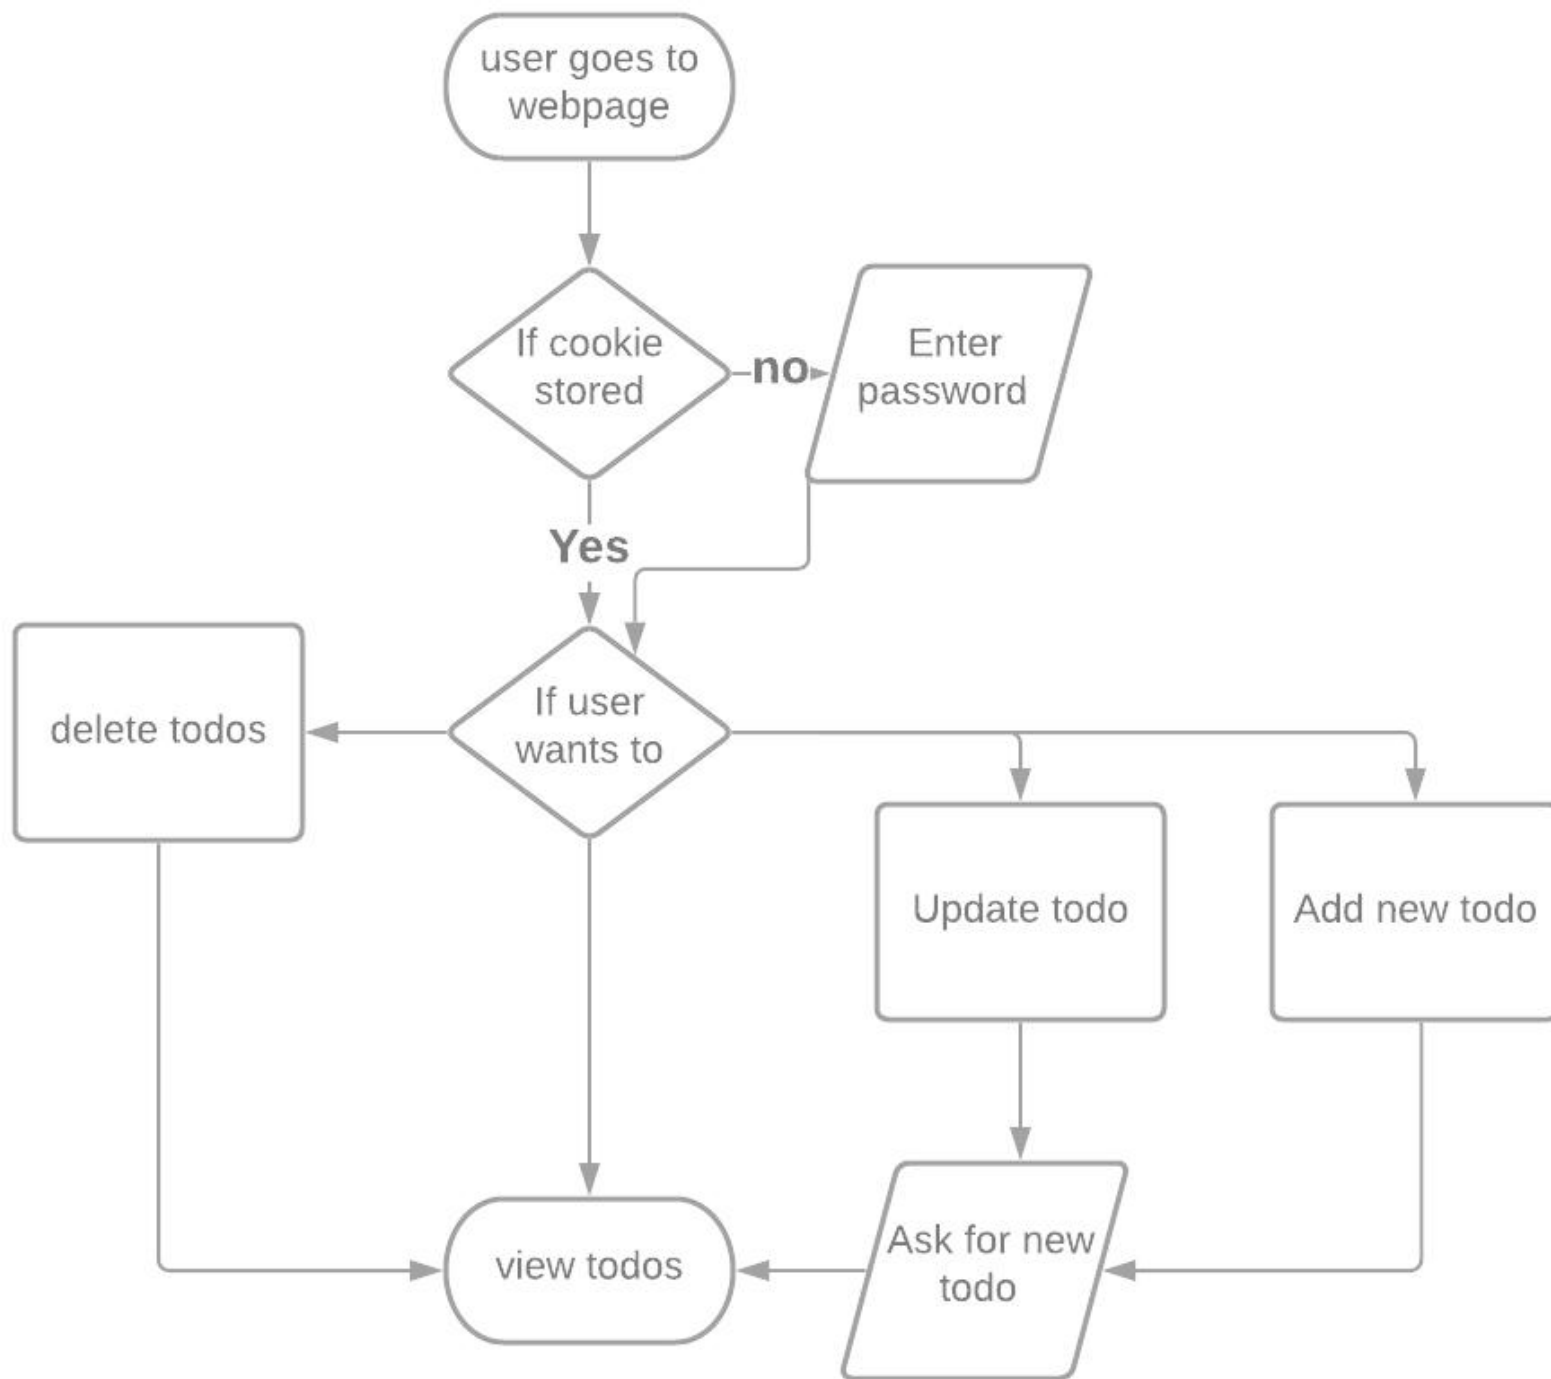 user goes to
webpage
If cookie
stored
no
Enter
password
Yes
delete todos
If user
wants to
Update todo
Add new todo
view todos
Ask for new
todo